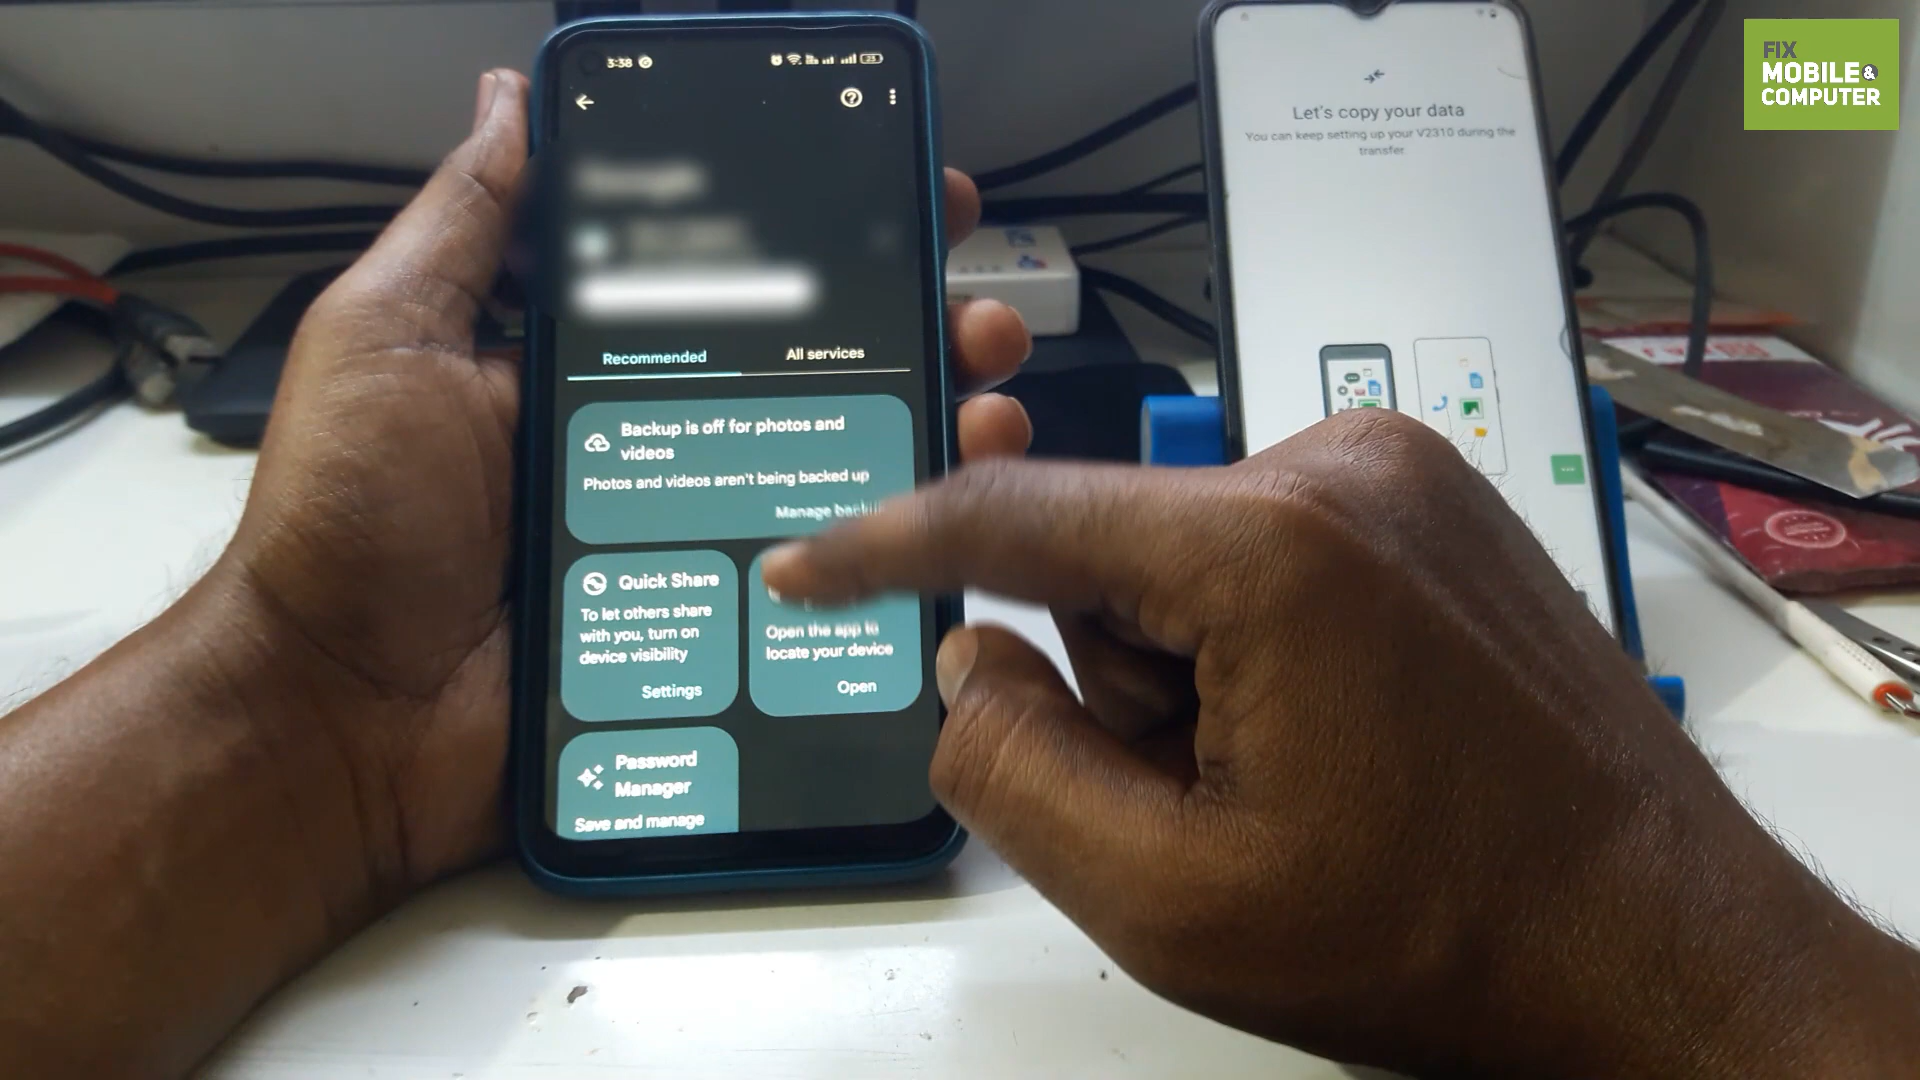 FIX
MOBILE &
COMPUTER
3:38
23
Recommended
All services
Backup is off for photos and
videos
Photos and videos aren't being backed up
Manage backup
Quick Share
To let others share
with you, turn on
device visibility
Settings
Open the app to
locate your device
Open
Password
Manager
Save and manage
Let's copy your data
You can keep setting up your V2310 during the
transfer.